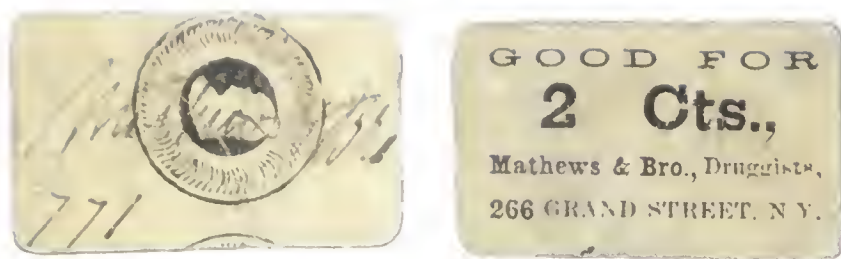 771
GOOD FOR
2 Cts.,
Mathews & Bro., Druggists,
266 GRAND STREET. N Y.